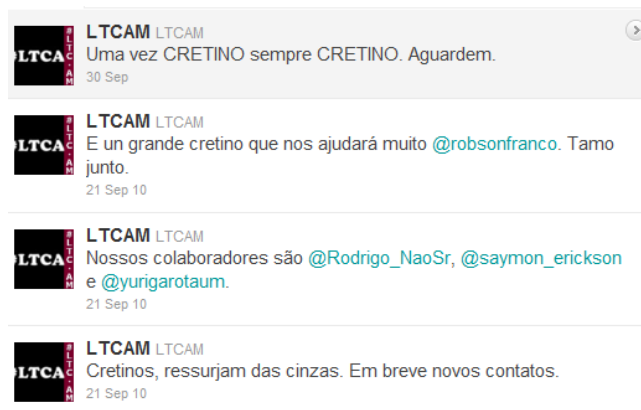 LTCAM LTCAM
Uma vez CRETINO sempre CRETINO. Aguardem.
30 Sep
LTCAM LTCAM
E un grande cretino que nos ajudará muito @robsonfranco. Tamo
junto.
21 Sep 10
LTCAM LTCAM
Nossos colaboradores são @Rodrigo_NaoSr, @saymon_erickson
e @yurigarotaum.
21 Sep 10
LTCAM LTCAM
Cretinos, ressurjam das cinzas. Em breve novos contatos.
21 Sep 10